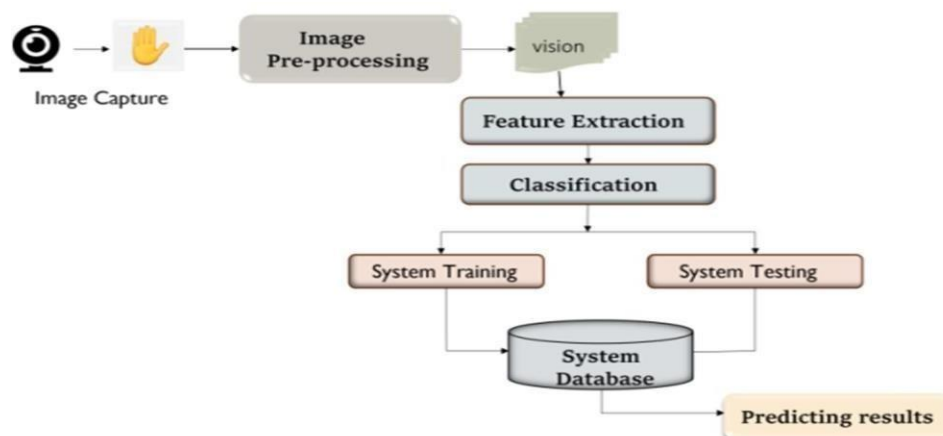 Image Capture
Image
Pre-processing
vision
Feature Extraction
Classification
System Training
System Testing
System
Database
Predicting results